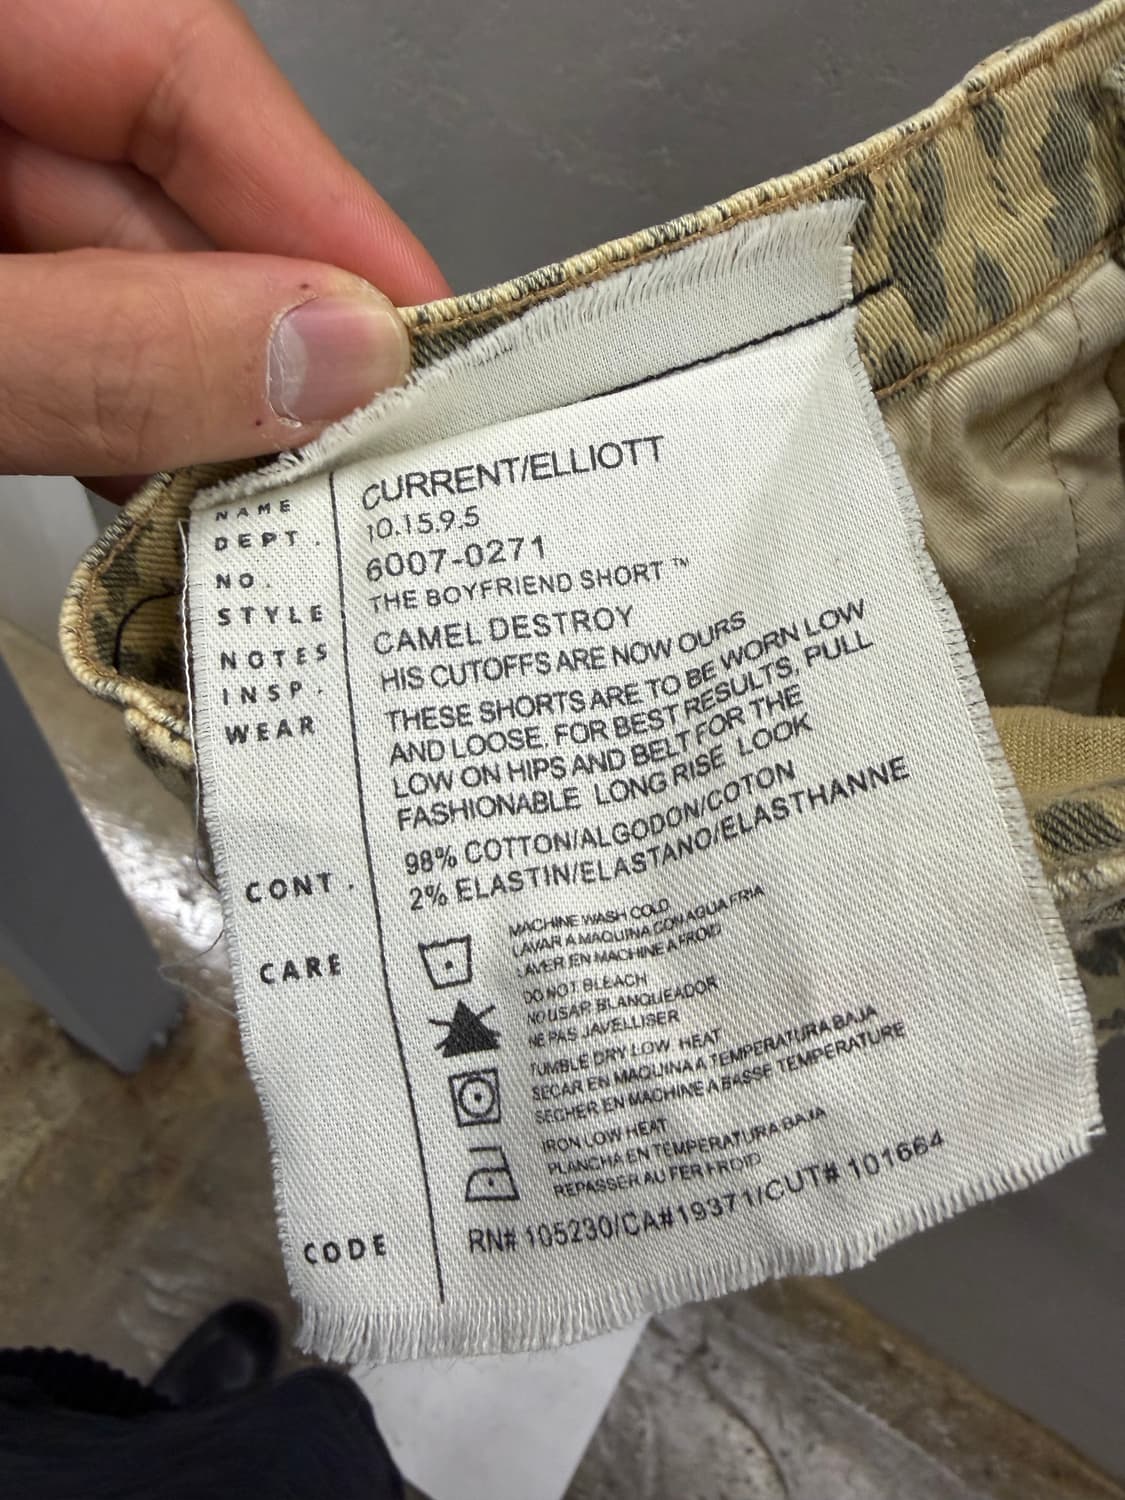 NAME CURRENT/ELLIOTT
DEPT. 10.15.9.5
NO. 6007-0271
STYLE THE BOYFRIEND SHORT ™
NOTES CAMEL DESTROY
INSP. HIS CUTOFFS ARE NOW OURS
WEAR THESE SHORTS ARE TO BE WORN LOW
AND LOOSE, FOR BEST RESULTS, PULL
LOW ON HIPS AND BELT FOR THE
FASHIONABLE LONG RISE LOOK
CONT. 98% COTTON/ALGODON/COTON
2% ELASTIN/ELASTANO/ELASTHANNE
CARE MACHINE WASH COLD
LAVAR A MAQUINA CON AGUA FRIA
LAVER EN MACHINE A FROID
DO NOT BLEACH
NO USAR BLANQUEADOR
NE PAS JAVELLISER
TUMBLE DRY LOW HEAT
SECAR EN MAQUINA A TEMPERATURA BAJA
SECHER EN MACHINE A BASSE TEMPERATURE
IRON LOW HEAT
PLANCHA EN TEMPERATURA BAJA
REPASSER AU FER FROID
CODE RN# 105230/CA#19371/CUT# 101664